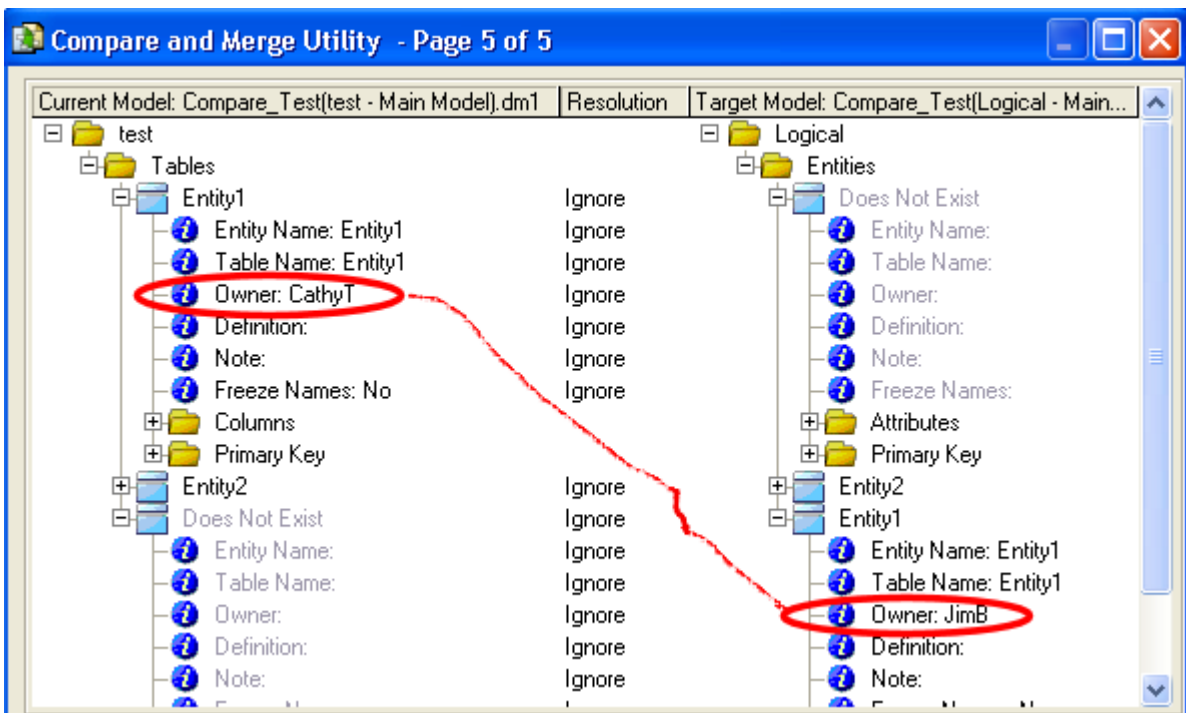 Compare and Merge Utility - Page 5 of 5
Current Model: Compare_Test(test - Main Model).dm1 Resolution Target Model: Compare_Test(Logical - Main...
test Logical
Tables Entities
Entity1 Ignore Does Not Exist
Entity Name: Entity1 Ignore Entity Name:
Table Name: Entity1 Ignore Table Name:
Owner: CathyT Ignore Owner:
Definition: Ignore Definition:
Note: Ignore Note:
Freeze Names: No Ignore Freeze Names:
Columns Attributes
Primary Key Primary Key
Entity2 Ignore Entity2
Does Not Exist Ignore Entity1
Entity Name: Ignore Entity Name: Entity1
Table Name: Ignore Table Name: Entity1
Owner: Ignore Owner: JimB
Definition: Ignore Definition:
Note: Ignore Note: